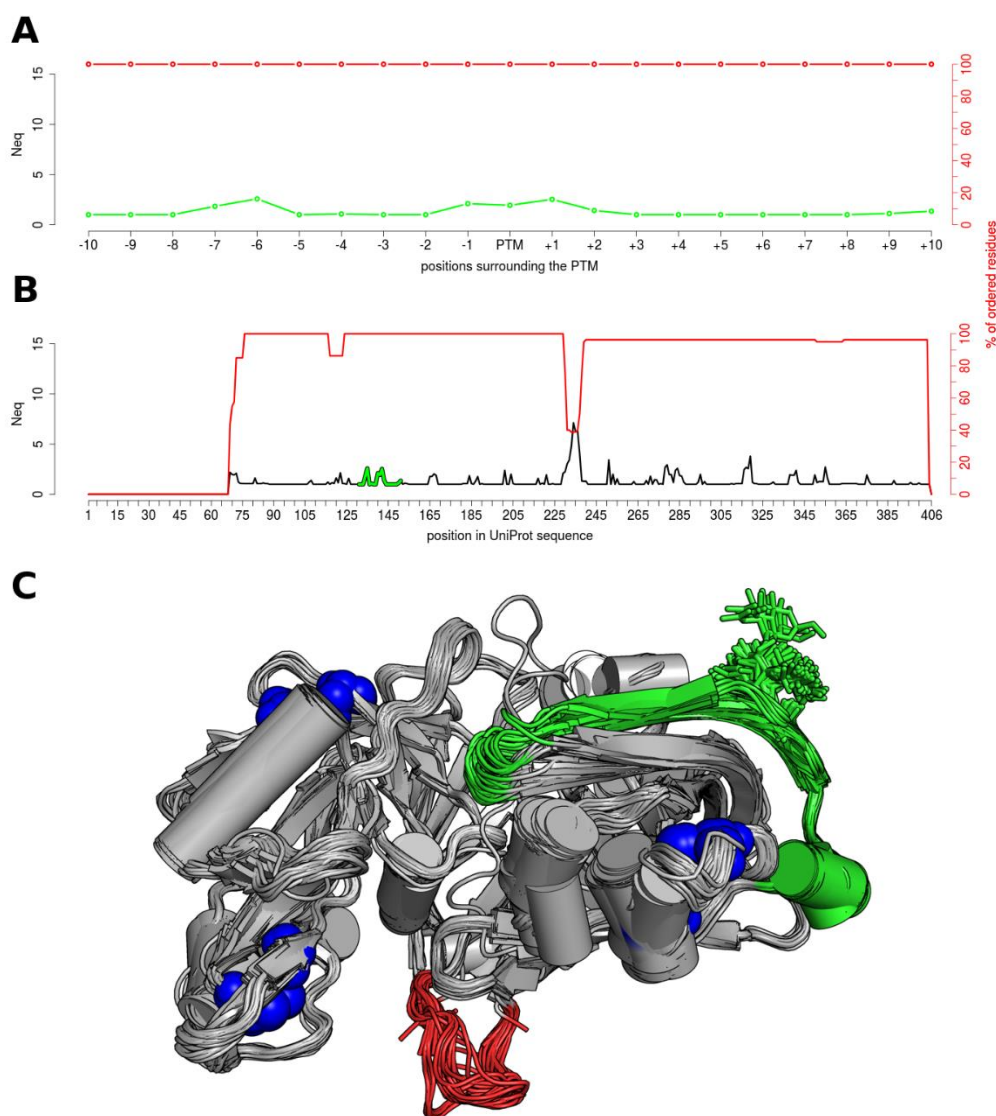 A
15
10
5
0
Neq
100
80
60
40
20
0
-10 -9 -8 -7 -6 -5 -4 -3 -2 -1 PTM +1 +2 +3 +4 +5 +6 +7 +8 +9 +10
positions surrounding the PTM
% of ordered residues
B
15
10
5
0
Neq
100
80
60
40
20
0
1 15 30 45 60 75 90 105 125 145 165 185 205 225 245 265 285 305 325 345 365 385 406
position in UniProt sequence
C